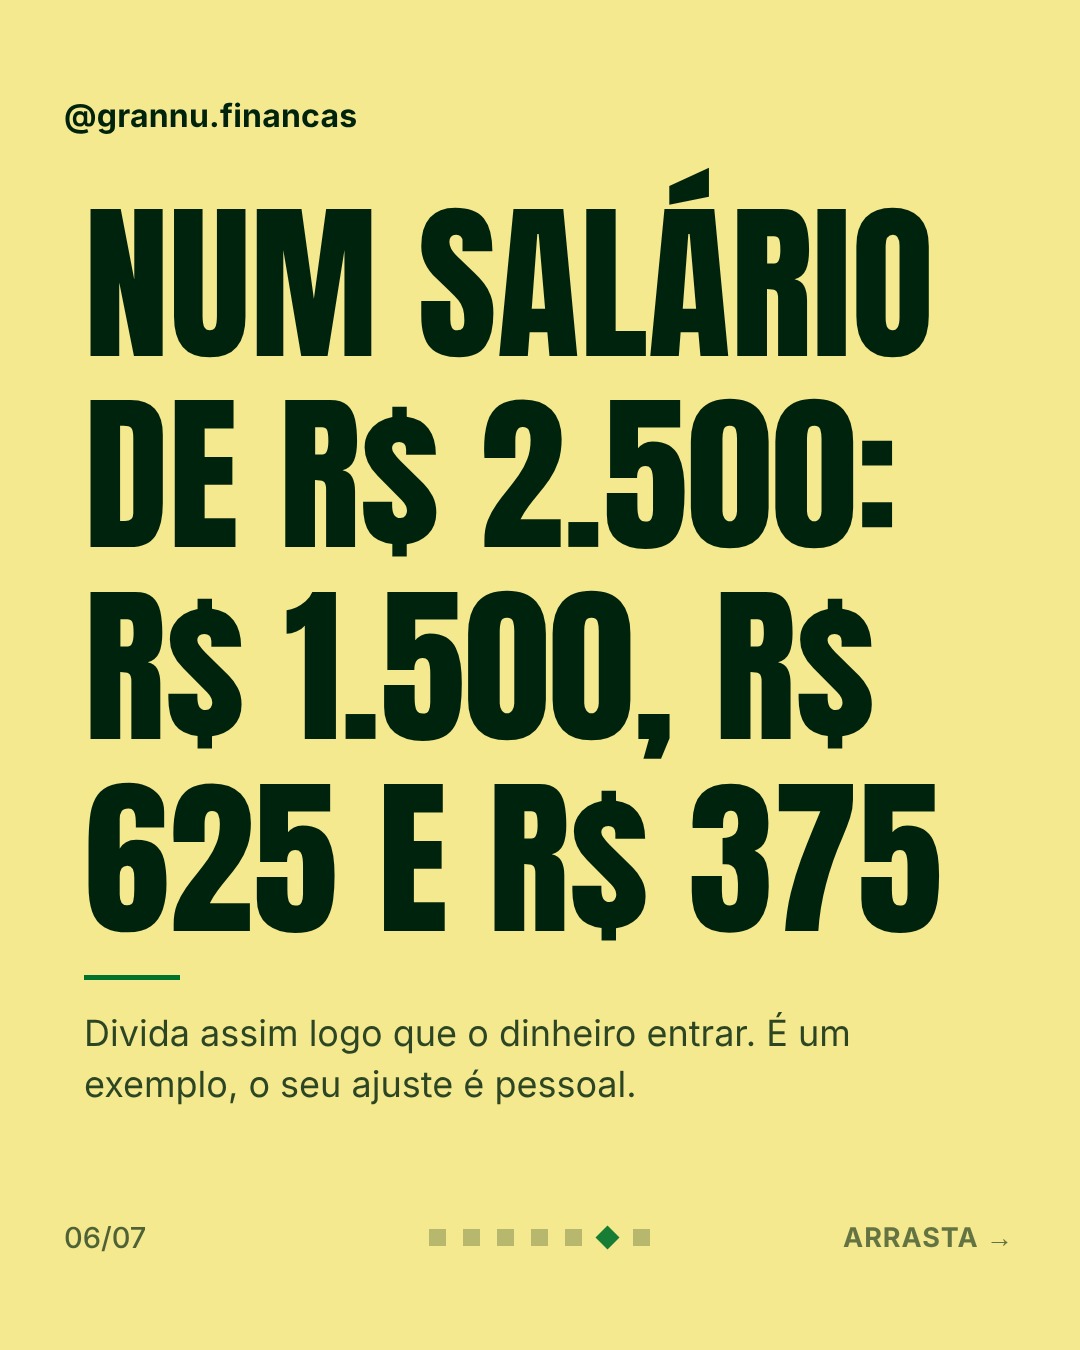 @grannu.financas
NUM SALÁRIO
DE R$ 2.500:
R$ 1.500, R$
625 E R$ 375
Divida assim logo que o dinheiro entrar. É um
exemplo, o seu ajuste é pessoal.
06/07
ARRASTA →